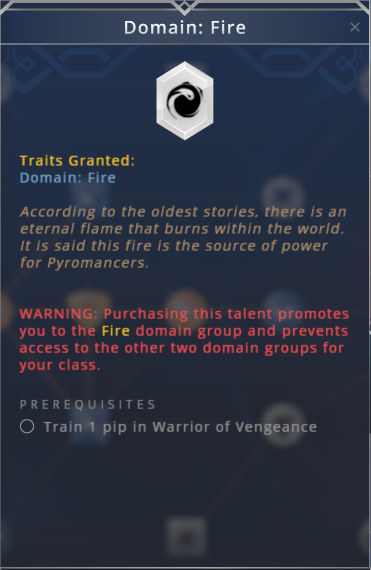 Domain: Fire
Traits Granted:
Domain: Fire
According to the oldest stories, there is an
eternal flame that burns within the world.
It is said this fire is the source of power
for Pyromancers.
WARNING: Purchasing this talent promotes
you to the Fire domain group and prevents
access to the other two domain groups for
your class.
PREREQUISITES
Train 1 pip in Warrior of Vengeance